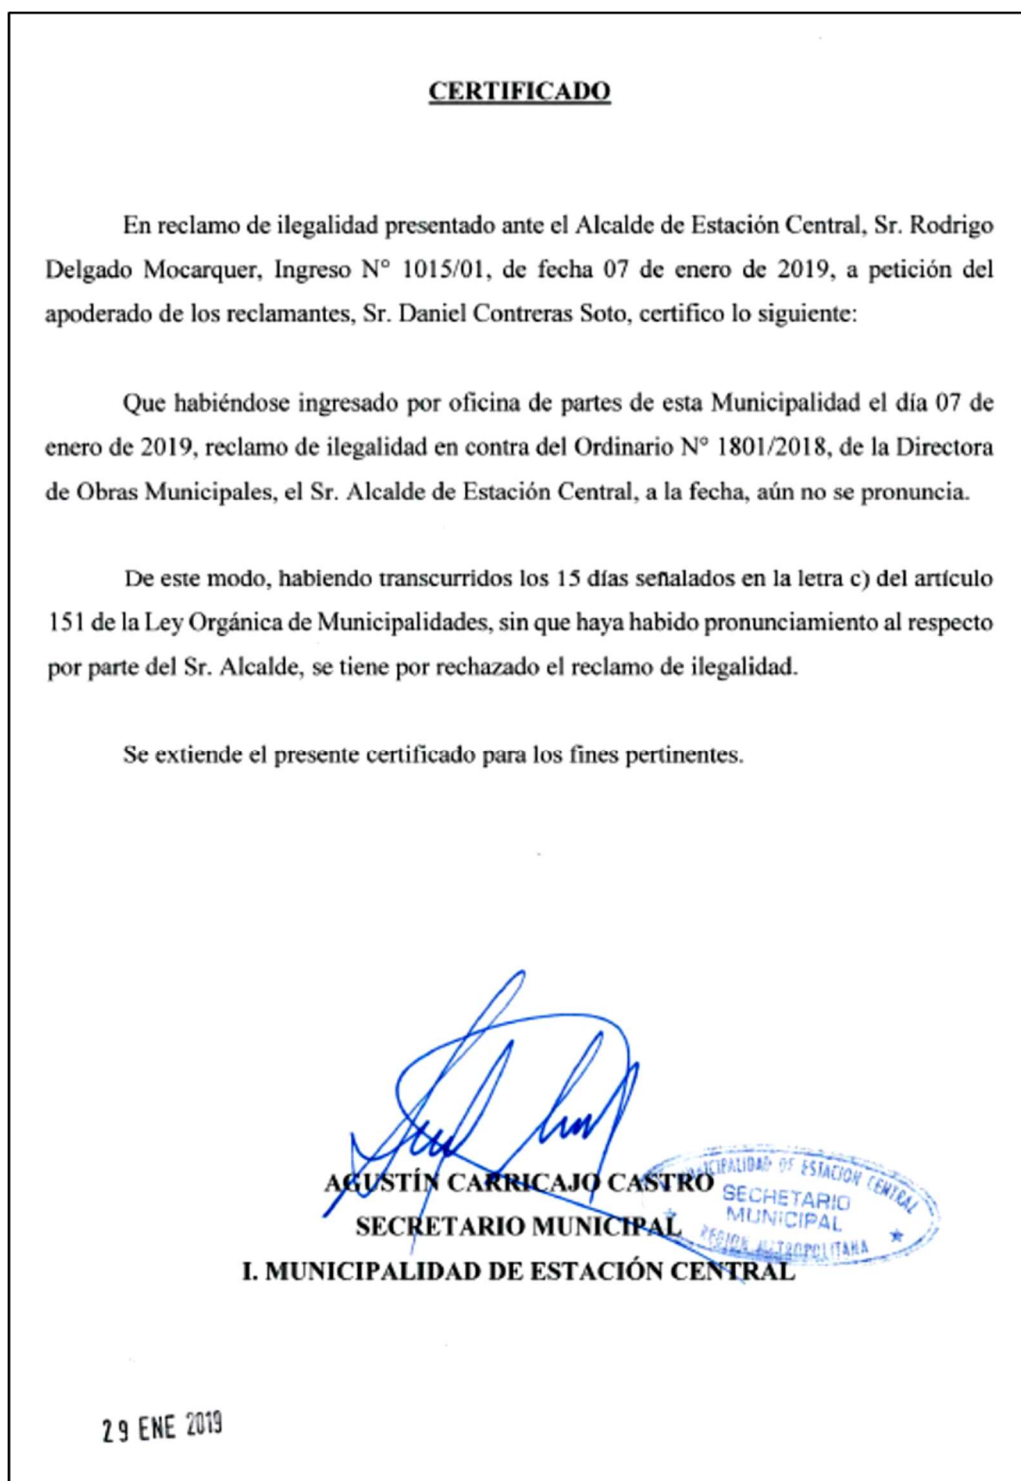 CERTIFICADO
En reclamo de ilegalidad presentado ante el Alcalde de Estación Central, Sr. Rodrigo
Delgado Mocarquer, Ingreso N° 1015/01, de fecha 07 de enero de 2019, a petición del
apoderado de los reclamantes, Sr. Daniel Contreras Soto, certifico lo siguiente:
Que habiéndose ingresado por oficina de partes de esta Municipalidad el día 07 de
enero de 2019, reclamo de ilegalidad en contra del Ordinario N° 1801/2018, de la Directora
de Obras Municipales, el Sr. Alcalde de Estación Central, a la fecha, aún no se pronuncia.
De este modo, habiendo transcurridos los 15 días señalados en la letra c) del artículo
151 de la Ley Orgánica de Municipalidades, sin que haya habido pronunciamiento al respecto
por parte del Sr. Alcalde, se tiene por rechazado el reclamo de ilegalidad.
Se extiende el presente certificado para los fines pertinentes.
AGUSTÍN CARRICAJO CASTRO
SECRETARIO MUNICIPAL
I. MUNICIPALIDAD DE ESTACIÓN CENTRAL
DE ESTACION CENTRAL
SECRETARIO
MUNICIPAL
REGION METROPOLITANA
29 ENE 2019